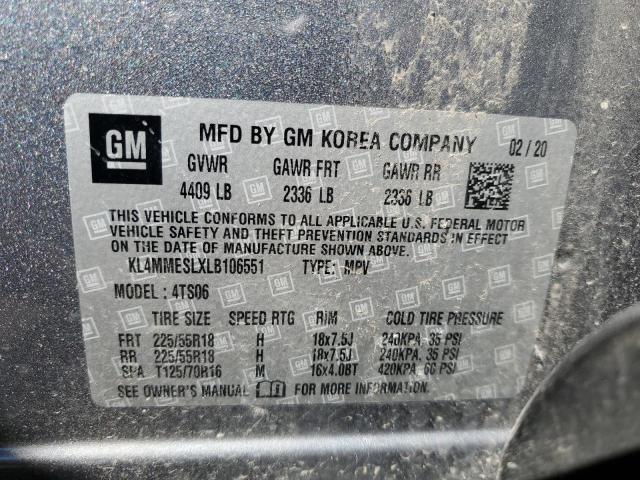 GM MFD BY GM KOREA COMPANY 02/20
GVWR GAWR FRT GAWR RR
4409 LB 2336 LB 2336 LB
THIS VEHICLE CONFORMS TO ALL APPLICABLE U.S. FEDERAL MOTOR
VEHICLE SAFETY AND THEFT PREVENTION STANDARDS IN EFFECT
ON THE DATE OF MANUFACTURE SHOWN ABOVE.
KL4MMESLXLB106551 TYPE: MPV
MODEL: 4TS06
TIRE SIZE SPEED RTG RIM COLD TIRE PRESSURE
FRT 225/55R18 H 18x7.5J 240KPA, 35 PSI
RR 225/55R18 H 18x7.5J 240KPA, 35 PSI
SPA T125/70R16 M 16x4.0BT 420KPA, 60 PSI
SEE OWNER'S MANUAL FOR MORE INFORMATION.